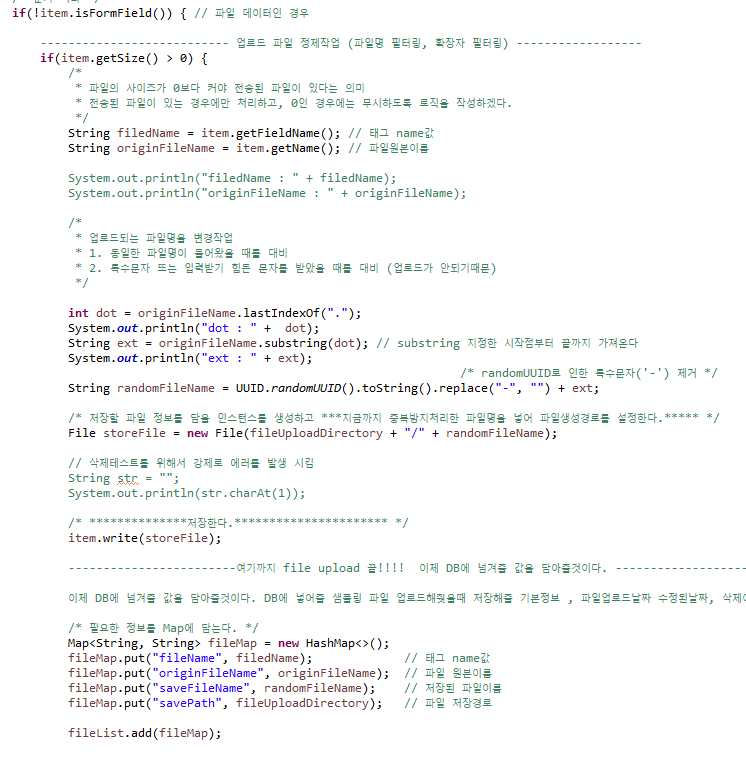 if(!item.isFormField()) { // 파일 데이터인 경우
--------------------------- 업로드 파일 정제작업 (파일명 필터링, 확장자 필터링) ------------------
if(item.getSize() > 0) {
/*
* 파일의 사이즈가 0보다 커야 전송된 파일이 있다는 의미
* 전송된 파일이 있는 경우에만 처리하고, 0인 경우에는 무시하도록 로직을 작성하겠다.
*/
String filedName = item.getFieldName(); // 태그 name값
String originFileName = item.getName(); // 파일원본이름
System.out.println("filedName : " + filedName);
System.out.println("originFileName : " + originFileName);
/*
* 업로드되는 파일명을 변경작업
* 1. 동일한 파일명이 들어왔을 때를 대비
* 2. 특수문자 또는 입력받기 힘든 문자를 받았을 때를 대비 (업로드가 안되기때문)
*/
int dot = originFileName.lastIndexOf(".");
System.out.println("dot : " +  dot);
String ext = originFileName.substring(dot); // substring 지정한 시작점부터 끝까지 가져온다
System.out.println("ext : " + ext);
/* randomUUID로 인한 특수문자('-') 제거 */
String randomFileName = UUID.randomUUID().toString().replace("-", "") + ext;
/* 저장할 파일 정보를 담을 인스턴스를 생성하고 ***지금까지 중복방지처리한 파일명을 넣어 파일생성경로를 설정한다.***** */
File storeFile = new File(fileUploadDirectory + "/" + randomFileName);
// 삭제테스트를 위해서 강제로 에러를 발생 시킴
String str = "";
System.out.println(str.charAt(1));
/* **************저장한다.********************** */
item.write(storeFile);
------------------------여기까지 file upload 끝!!!!  이제 DB에 넘겨줄 값을 담아줄것이다. -------------------
이제 DB에 넘겨줄 값을 담아줄것이다. DB에 넣어줄 샘플링 파일 업로드해줫을때 저장해줄 기본정보 , 파일업로드날짜 수정된날짜, 삭제
/* 필요한 정보를 Map에 담는다. */
Map<String, String> fileMap = new HashMap<>();
fileMap.put("fileName", filedName); // 태그 name값
fileMap.put("originFileName", originFileName); // 파일 원본이름
fileMap.put("saveFileName", randomFileName); // 저장된 파일이름
fileMap.put("savePath", fileUploadDirectory); // 파일 저장경로
fileList.add(fileMap);